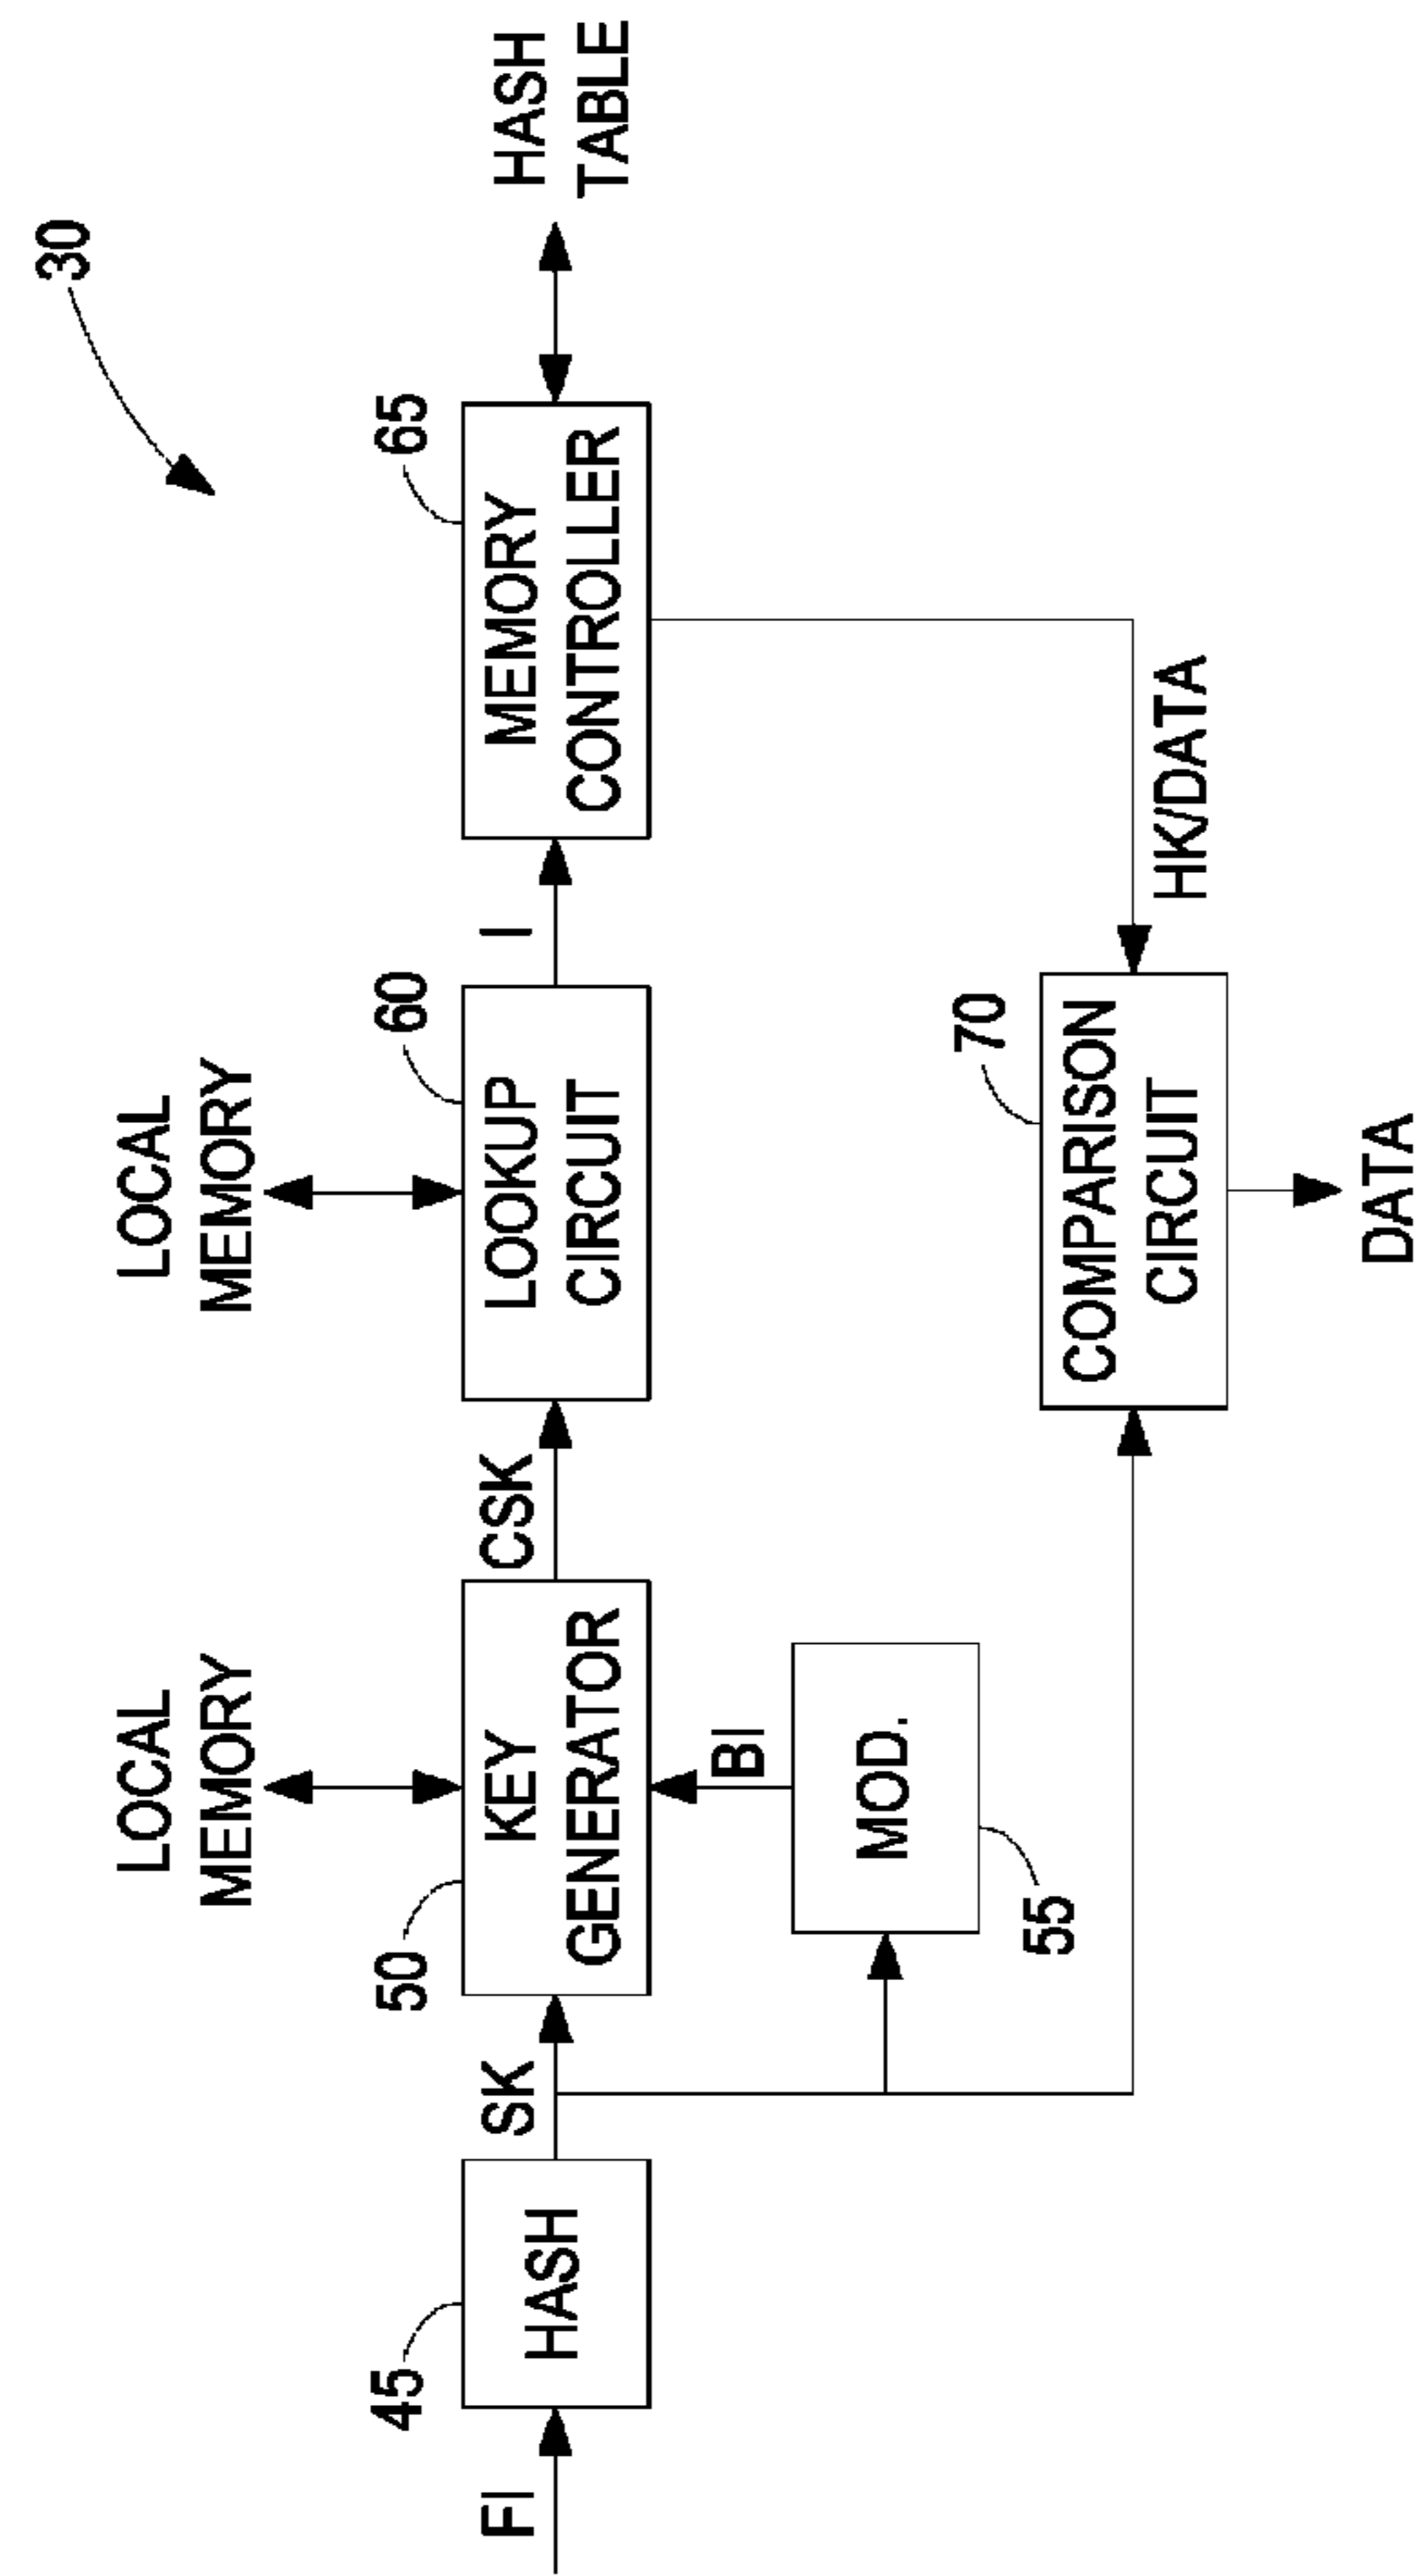 30
LOCAL
MEMORY
LOCAL
MEMORY
45
50
60
65
FI
HASH
SK
KEY
GENERATOR
CSK
LOOKUP
CIRCUIT
I
MEMORY
CONTROLLER
HASH
TABLE
BI
MOD.
55
70
COMPARISON
CIRCUIT
HK/DATA
DATA